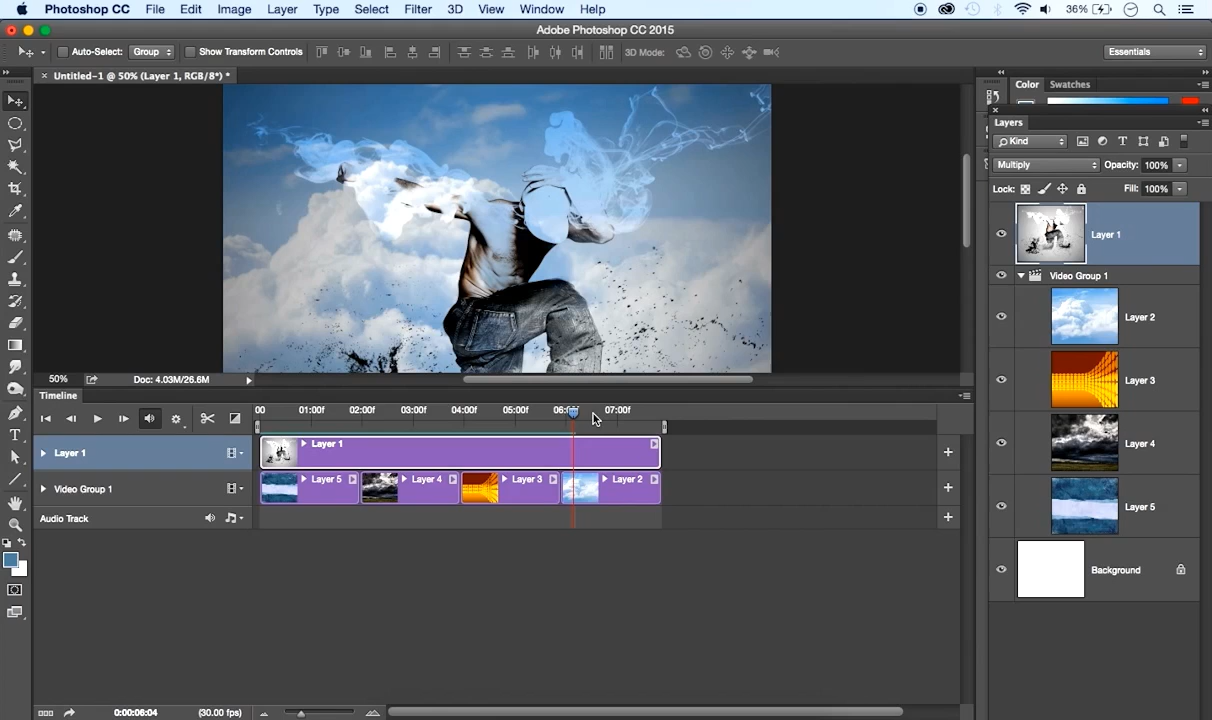 Photoshop CC File Edit Image Layer Type Select Filter 3D View Window Help 36%
Adobe Photoshop CC 2015
Auto-Select: Group Show Transform Controls 3D Mode: Essentials
× Untitled-1 @ 50% (Layer 1, RGB/8*) *
Color Swatches
Layers
Kind
Multiply Opacity: 100%
Lock: Fill: 100%
Layer 1
Video Group 1
Layer 2
Layer 3
Layer 4
Layer 5
Background
50% Doc: 4.03M/26.6M
Timeline
00 01:00f 02:00f 03:00f 04:00f 05:00f 07:00f
Layer 1 Layer 1
Video Group 1 Layer 5 Layer 4 Layer 3 Layer 2
Audio Track
0:00:06:04 (30.00 fps)